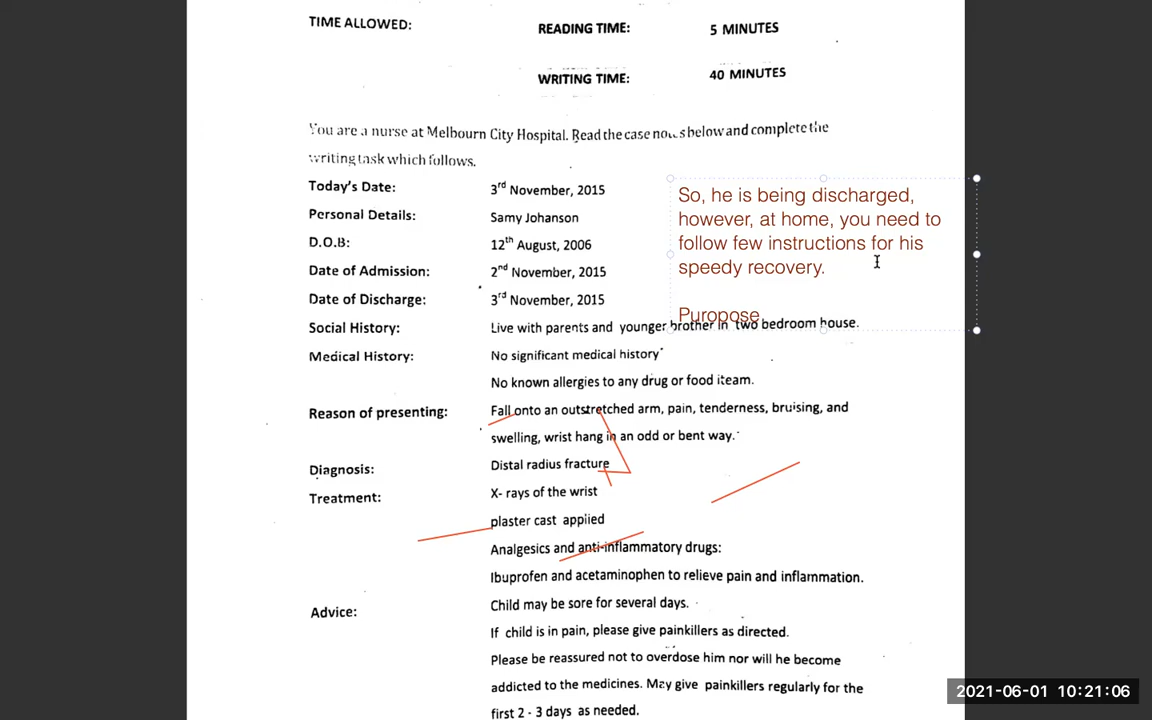 TIME ALLOWED:
READING TIME:
5 MINUTES
WRITING TIME:
40 MINUTES
You are a nurse at Melbourn City Hospital. Read the case below and complete the
writing task which follows.
Today's Date:
3rd November, 2015
Personal Details:
Samy Johanson
D.O.B:
12th August, 2006
Date of Admission:
2nd November, 2015
Date of Discharge:
3rd November, 2015
Social History:
Live with parents and younger brother in two bedroom house.
Medical History:
No significant medical history
No known allergies to any drug or food iteam.
Reason of presenting:
Fall onto an outstretched arm, pain, tenderness, bruising, and
swelling, wrist hang in an odd or bent way.
Diagnosis:
Distal radius fracture
Treatment:
X- rays of the wrist
plaster cast applied
Analgesics and anti-inflammatory drugs:
Ibuprofen and acetaminophen to relieve pain and inflammation.
Advice:
Child may be sore for several days.
If child is in pain, please give painkillers as directed.
Please be reassured not to overdose him nor will he become
addicted to the medicines. May give painkillers regularly for the
first 2 - 3 days as needed.
So, he is being discharged,
however, at home, you need to
follow few instructions for his
speedy recovery.
Puropose
2021-06-01 10:21:06